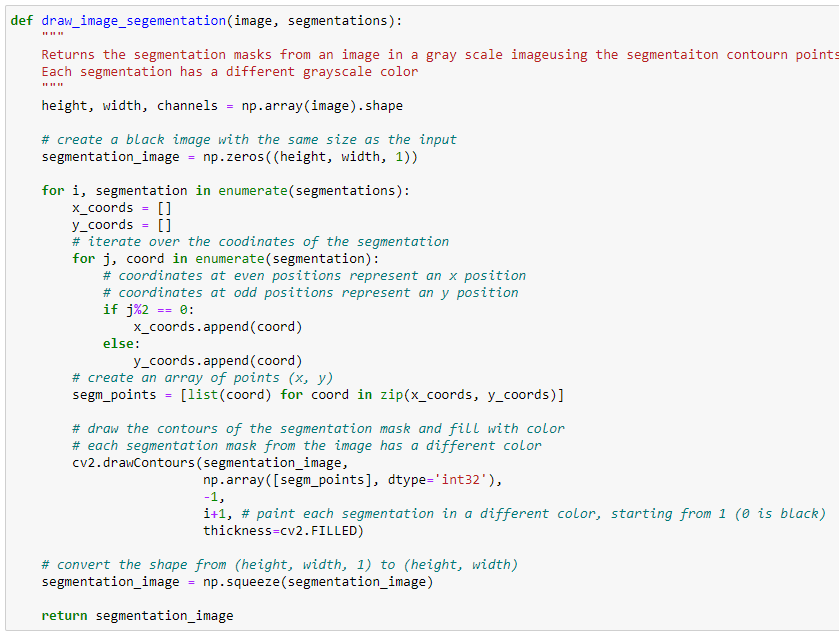 def draw_image_segementation(image, segmentations):
    """
    Returns the segmentation masks from an image in a gray scale imageusing the segmentaiton contourn points
    Each segmentation has a different grayscale color
    """
    height, width, channels = np.array(image).shape

    # create a black image with the same size as the input
    segmentation_image = np.zeros((height, width, 1))

    for i, segmentation in enumerate(segmentations):
        x_coords = []
        y_coords = []
        # iterate over the coodinates of the segmentation
        for j, coord in enumerate(segmentation):
            # coordinates at even positions represent an x position
            # coordinates at odd positions represent an y position
            if j%2 == 0:
                x_coords.append(coord)
            else:
                y_coords.append(coord)
        # create an array of points (x, y)
        segm_points = [list(coord) for coord in zip(x_coords, y_coords)]

        # draw the contours of the segmentation mask and fill with color
        # each segmentation mask from the image has a different color
        cv2.drawContours(segmentation_image,
                         np.array([segm_points], dtype='int32'),
                         -1,
                         i+1, # paint each segmentation in a different color, starting from 1 (0 is black)
                         thickness=cv2.FILLED)

    # convert the shape from (height, width, 1) to (height, width)
    segmentation_image = np.squeeze(segmentation_image)

    return segmentation_image